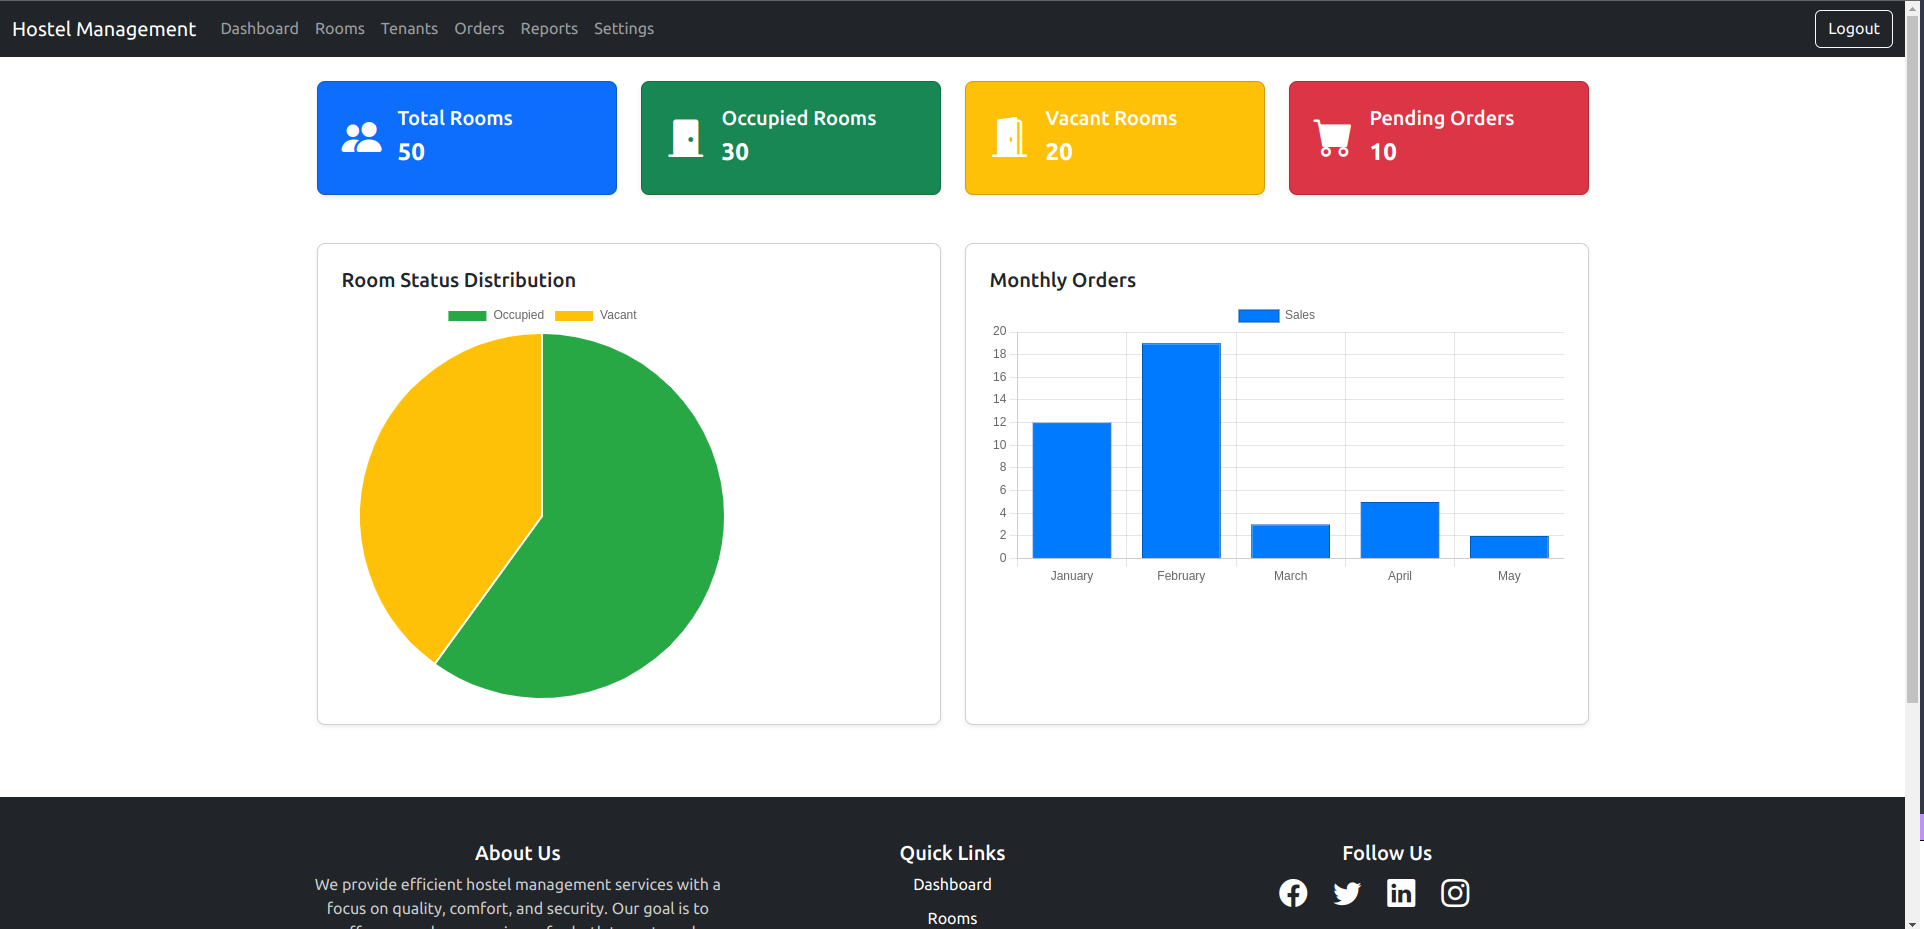 Hostel Management Dashboard Rooms Tenants Orders Reports Settings Logout
Total Rooms
50
Occupied Rooms
30
Vacant Rooms
20
Pending Orders
10
Room Status Distribution
Occupied Vacant
Monthly Orders
Sales
20
18
16
14
12
10
8
6
4
2
0
January February March April May
About Us
We provide efficient hostel management services with a
focus on quality, comfort, and security. Our goal is to
Quick Links
Dashboard
Rooms
Follow Us